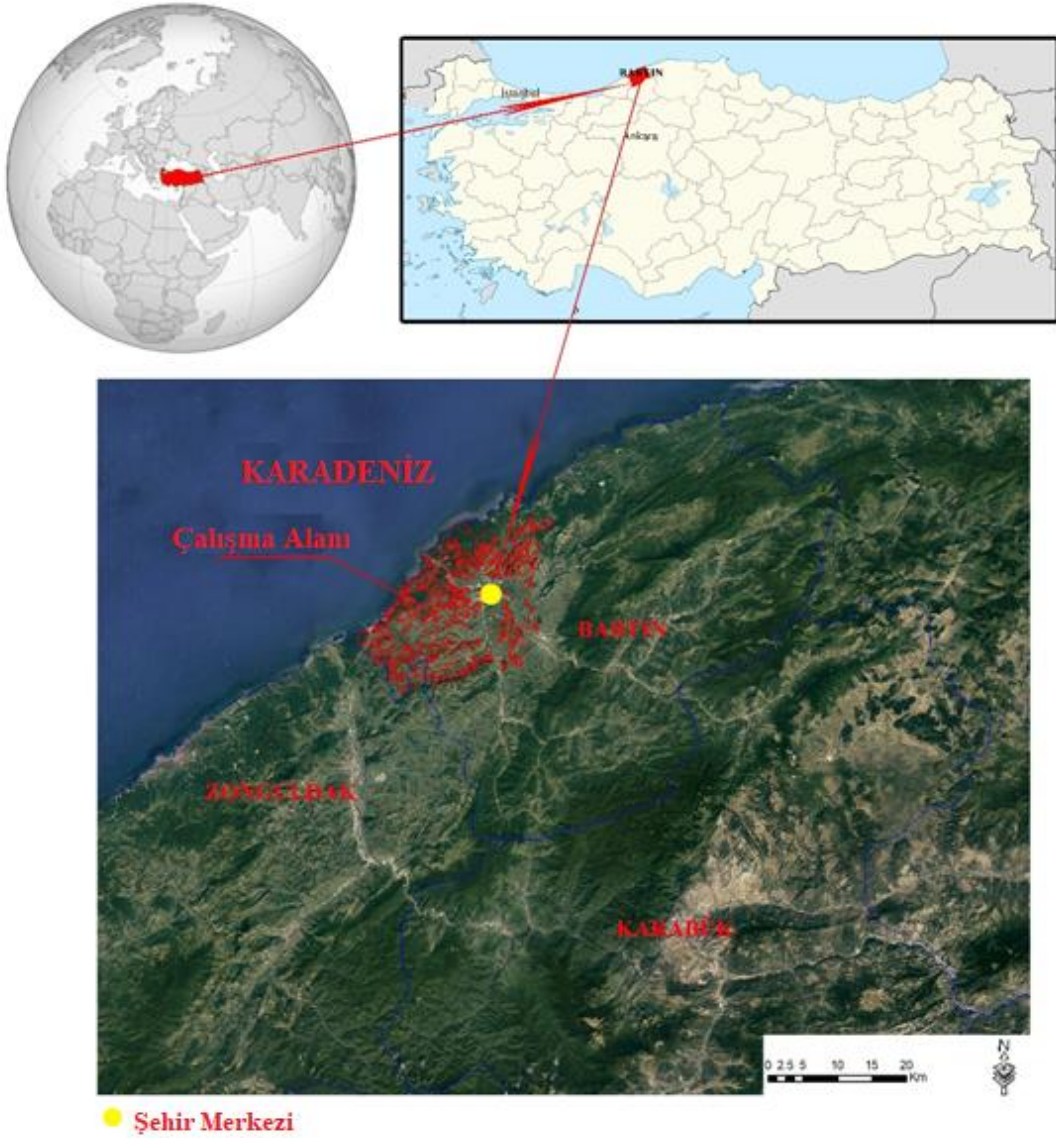 BARTIN
İstanbul
Ankara
KARADENİZ
Çalışma Alanı
BARTIN
ZONGULDAK
KARABÜK
N
0 2.5 5 10 15 20
Km
Şehir Merkezi